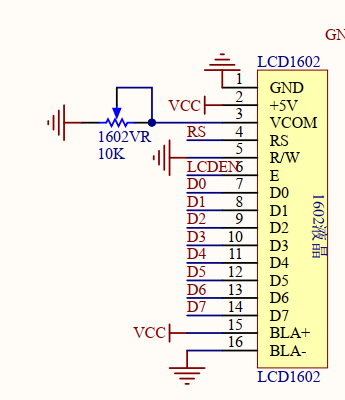 GN
LCD1602
1
GND
VCC
2
+5V
3
VCOM
1602VR
10K
RS
4
RS
5
R/W
LCDEN
6
E
D0
7
D0
D1
8
D1
D2
9
D2
D3
10
D3
D4
11
D4
D5
12
D5
D6
13
D6
D7
14
D7
VCC
15
BLA+
16
BLA-
1602液晶
LCD1602